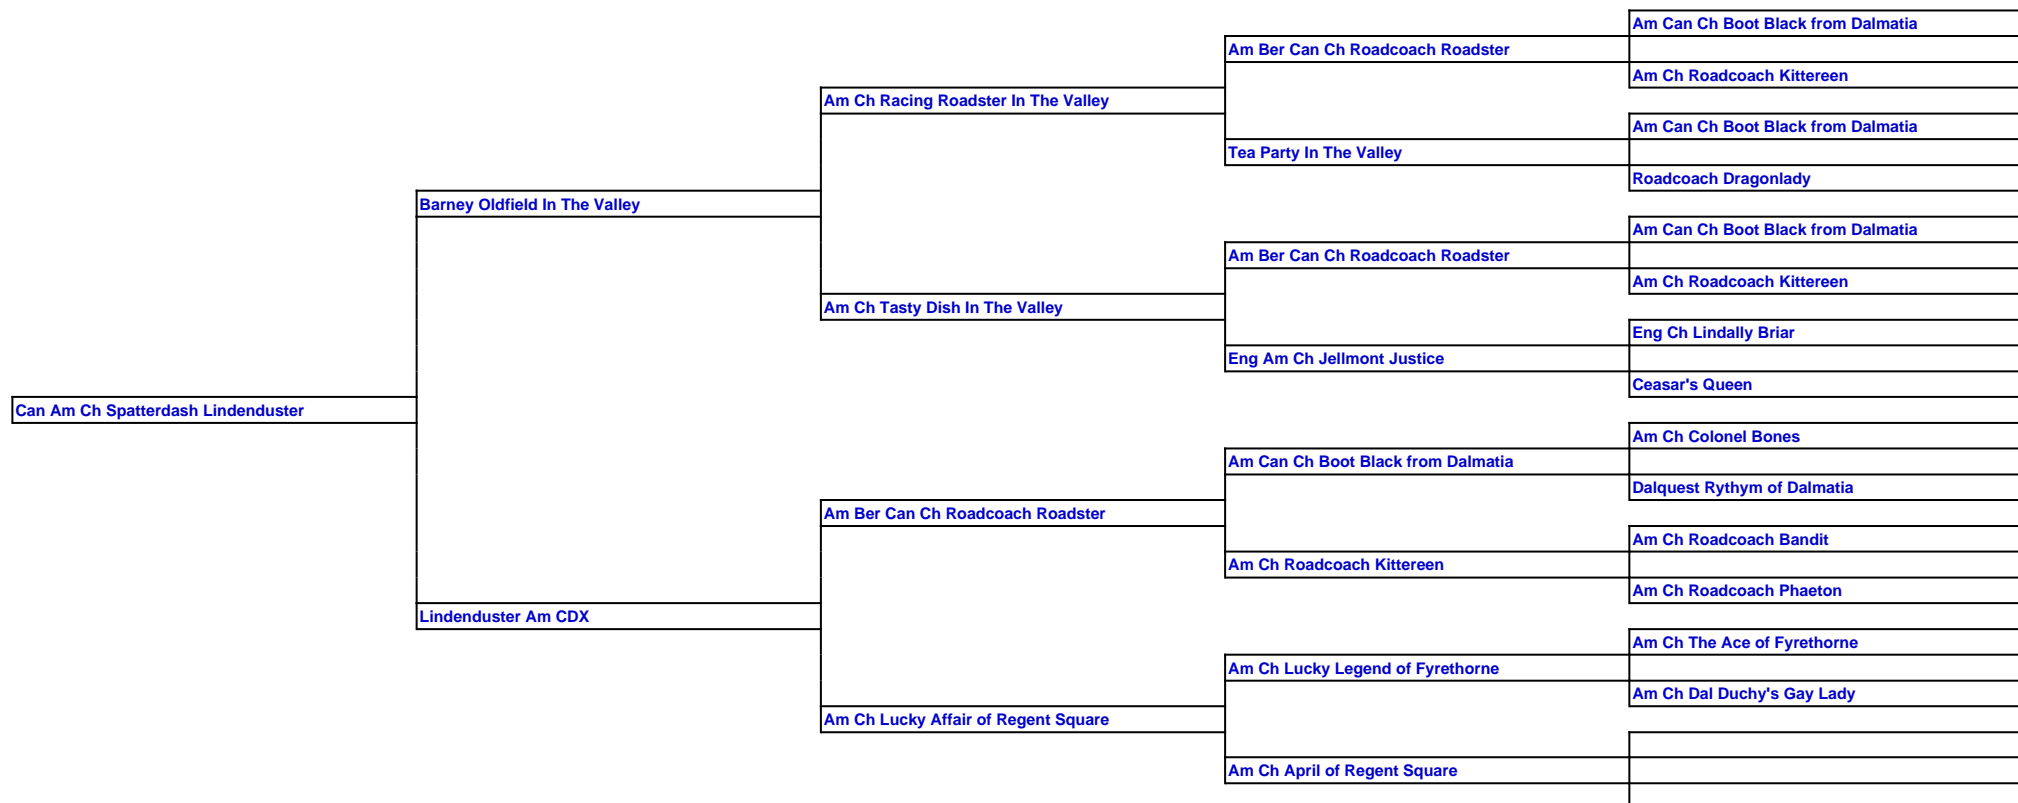 Am Can Ch Boot Black from Dalmatia
Am Ber Can Ch Roadcoach Roadster
Am Ch Roadcoach Kittereen
Am Ch Racing Roadster In The Valley
Am Can Ch Boot Black from Dalmatia
Tea Party In The Valley
Roadcoach Dragonlady
Barney Oldfield In The Valley
Am Can Ch Boot Black from Dalmatia
Am Ber Can Ch Roadcoach Roadster
Am Ch Roadcoach Kittereen
Am Ch Tasty Dish In The Valley
Eng Ch Lindally Briar
Eng Am Ch Jellmont Justice
Ceasar's Queen
Can Am Ch Spatterdash Lindenduster
Am Ch Colonel Bones
Am Can Ch Boot Black from Dalmatia
Dalquest Rythym of Dalmatia
Am Ber Can Ch Roadcoach Roadster
Am Ch Roadcoach Bandit
Am Ch Roadcoach Kittereen
Am Ch Roadcoach Phaeton
Lindenduster Am CDX
Am Ch The Ace of Fyrethorne
Am Ch Lucky Legend of Fyrethorne
Am Ch Dal Duchy's Gay Lady
Am Ch Lucky Affair of Regent Square
Am Ch April of Regent Square